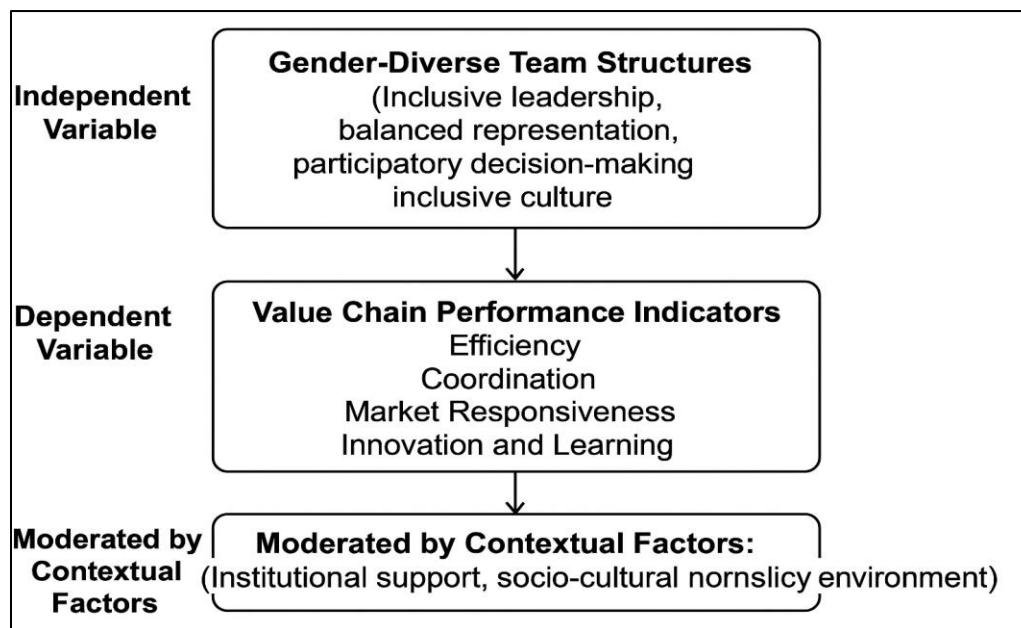 Independent
Variable
Gender-Diverse Team Structures
(Inclusive leadership,
balanced representation,
participatory decision-making
inclusive culture
Dependent
Variable
Value Chain Performance Indicators
Efficiency
Coordination
Market Responsiveness
Innovation and Learning
Moderated by
Contextual
Factors
Moderated by Contextual Factors:
(Institutional support, socio-cultural nornslicy environment)